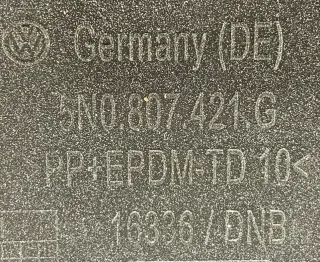 Germany (DE)
5N0.807.421.G
>PP+EPDM-TD 10<
16336 / DNB